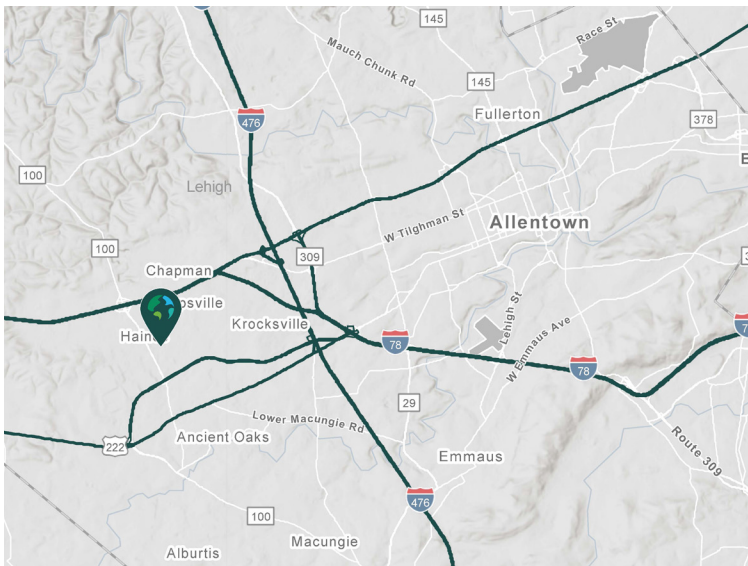 145
Race St
Mauch Chunk Rd
145
Fullerton
476
378
100
Lehigh
W Tilghman St
Allentown
100
309
Chapman
Krocksville
Lehigh St
W Emmaus Ave
78
78
29
Lower Macungie Rd
Ancient Oaks
222
Route 309
Emmaus
476
100
Macungie
Alburtis